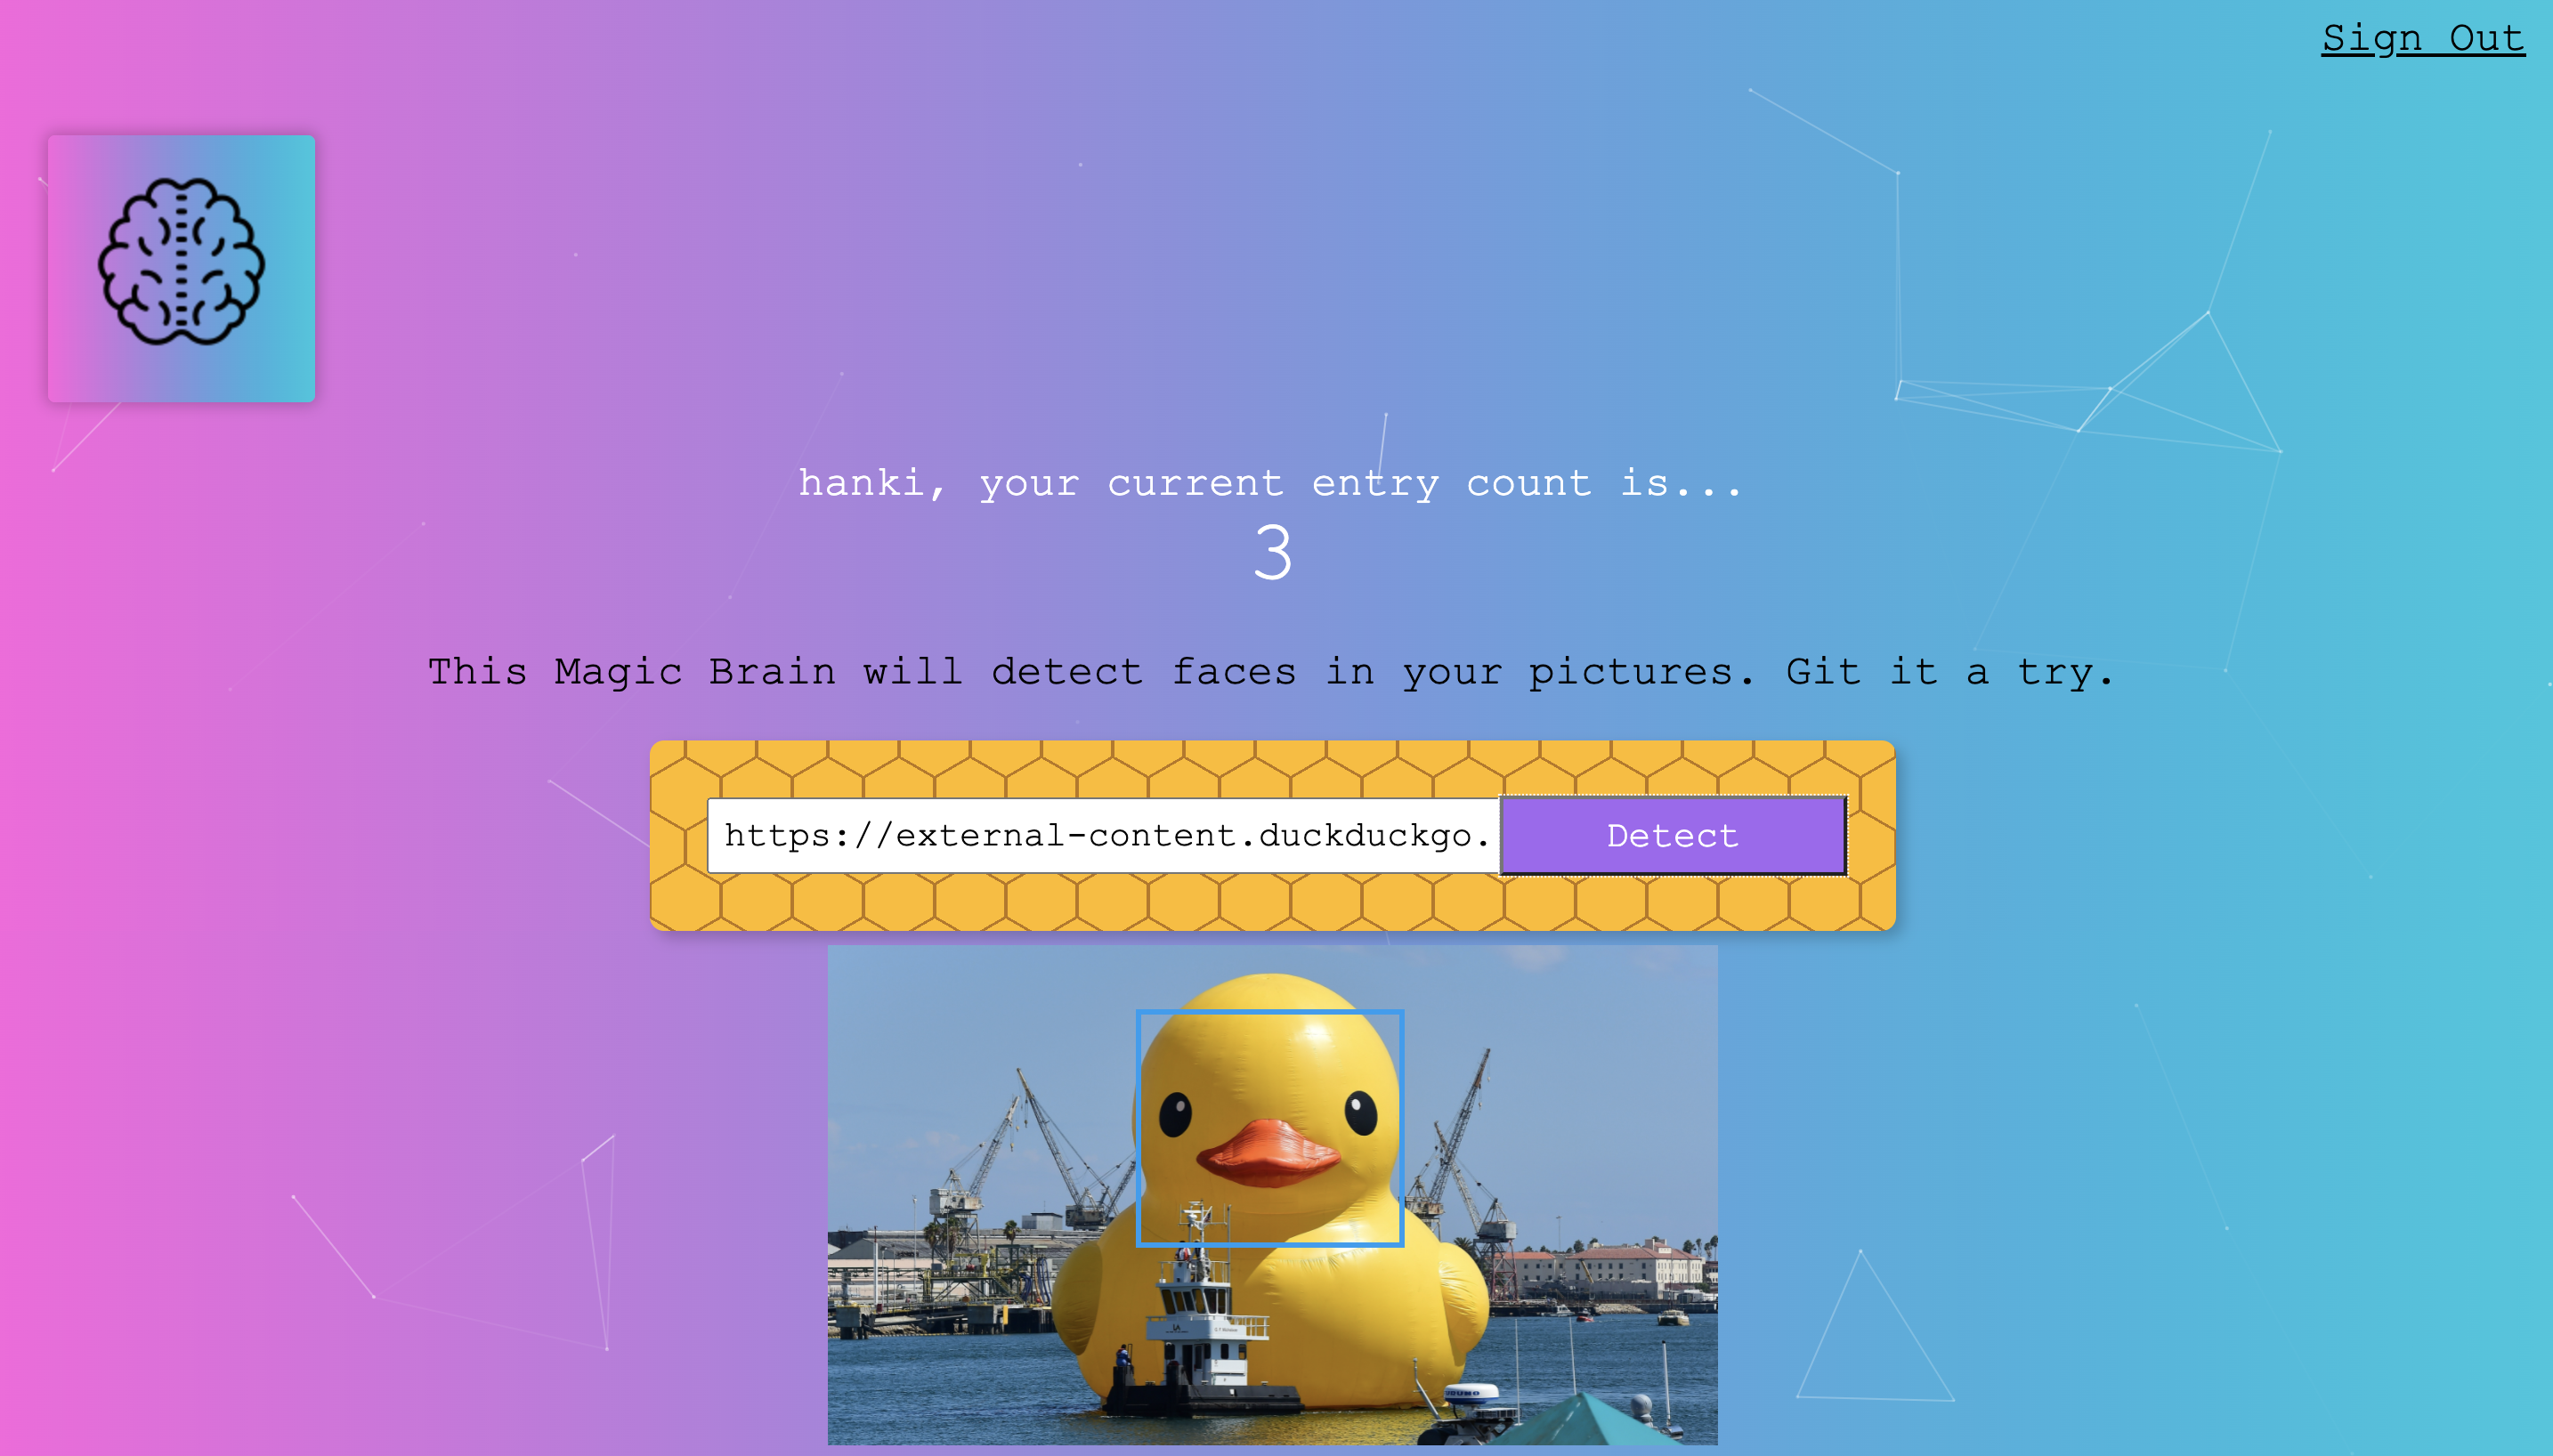 Sign Out
hanki, your current entry count is...
3
This Magic Brain will detect faces in your pictures. Git it a try.
https://external-content.duckduckgo.
Detect